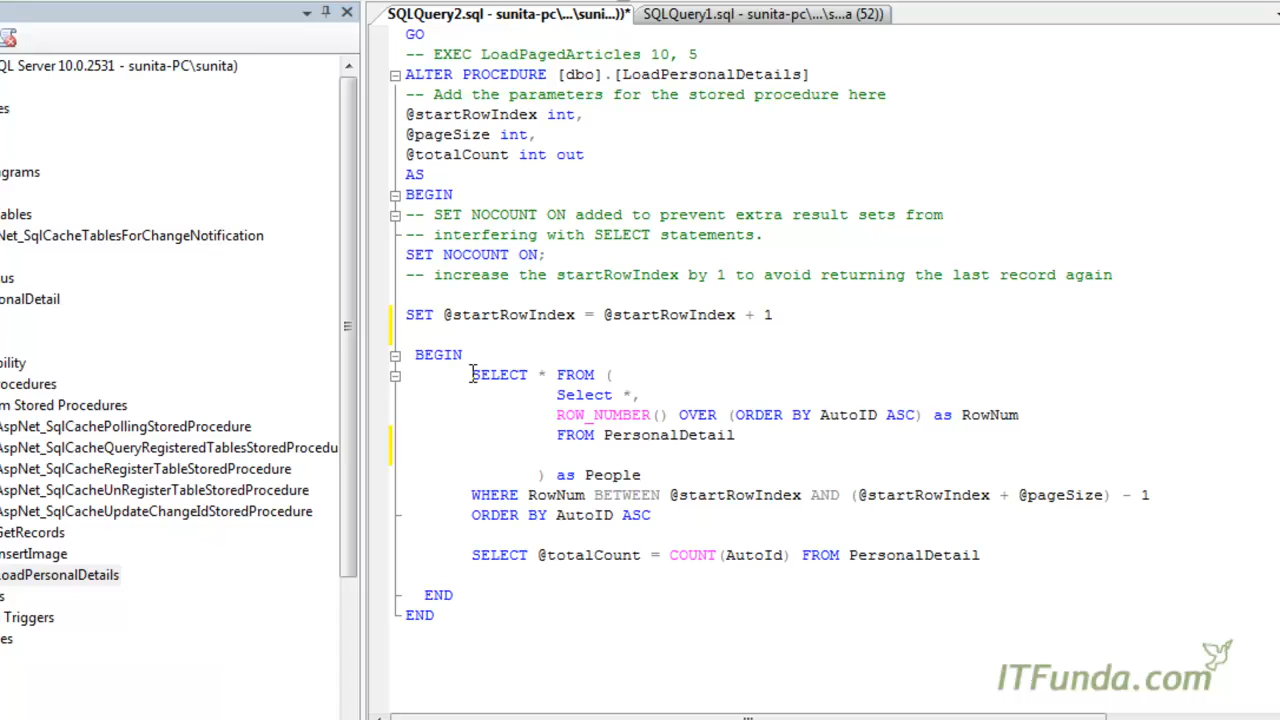 SQLQuery2.sql - sunita-pc\...\suni...))* SQLQuery1.sql - sunita-pc\...\s...a (52))
QL Server 10.0.2531 - sunita-PC\sunita)
es
agrams
ables
Net_SqlCacheTablesForChangeNotification
us
onalDetail
bility
rocedures
m Stored Procedures
AspNet_SqlCachePollingStoredProcedure
AspNet_SqlCacheQueryRegisteredTablesStoredProcedu
AspNet_SqlCacheRegisterTableStoredProcedure
AspNet_SqlCacheUnRegisterTableStoredProcedure
AspNet_SqlCacheUpdateChangeIdStoredProcedure
GetRecords
nsertImage
LoadPersonalDetails
s
Triggers
es
GO
-- EXEC LoadPagedArticles 10, 5
ALTER PROCEDURE [dbo].[LoadPersonalDetails]
-- Add the parameters for the stored procedure here
@startRowIndex int,
@pageSize int,
@totalCount int out
AS
BEGIN
-- SET NOCOUNT ON added to prevent extra result sets from
-- interfering with SELECT statements.
SET NOCOUNT ON;
-- increase the startRowIndex by 1 to avoid returning the last record again
SET @startRowIndex = @startRowIndex + 1
BEGIN
SELECT * FROM (
Select *,
ROW_NUMBER() OVER (ORDER BY AutoID ASC) as RowNum
FROM PersonalDetail
) as People
WHERE RowNum BETWEEN @startRowIndex AND (@startRowIndex + @pageSize) - 1
ORDER BY AutoID ASC
SELECT @totalCount = COUNT(AutoId) FROM PersonalDetail
END
END
ITFunda.com